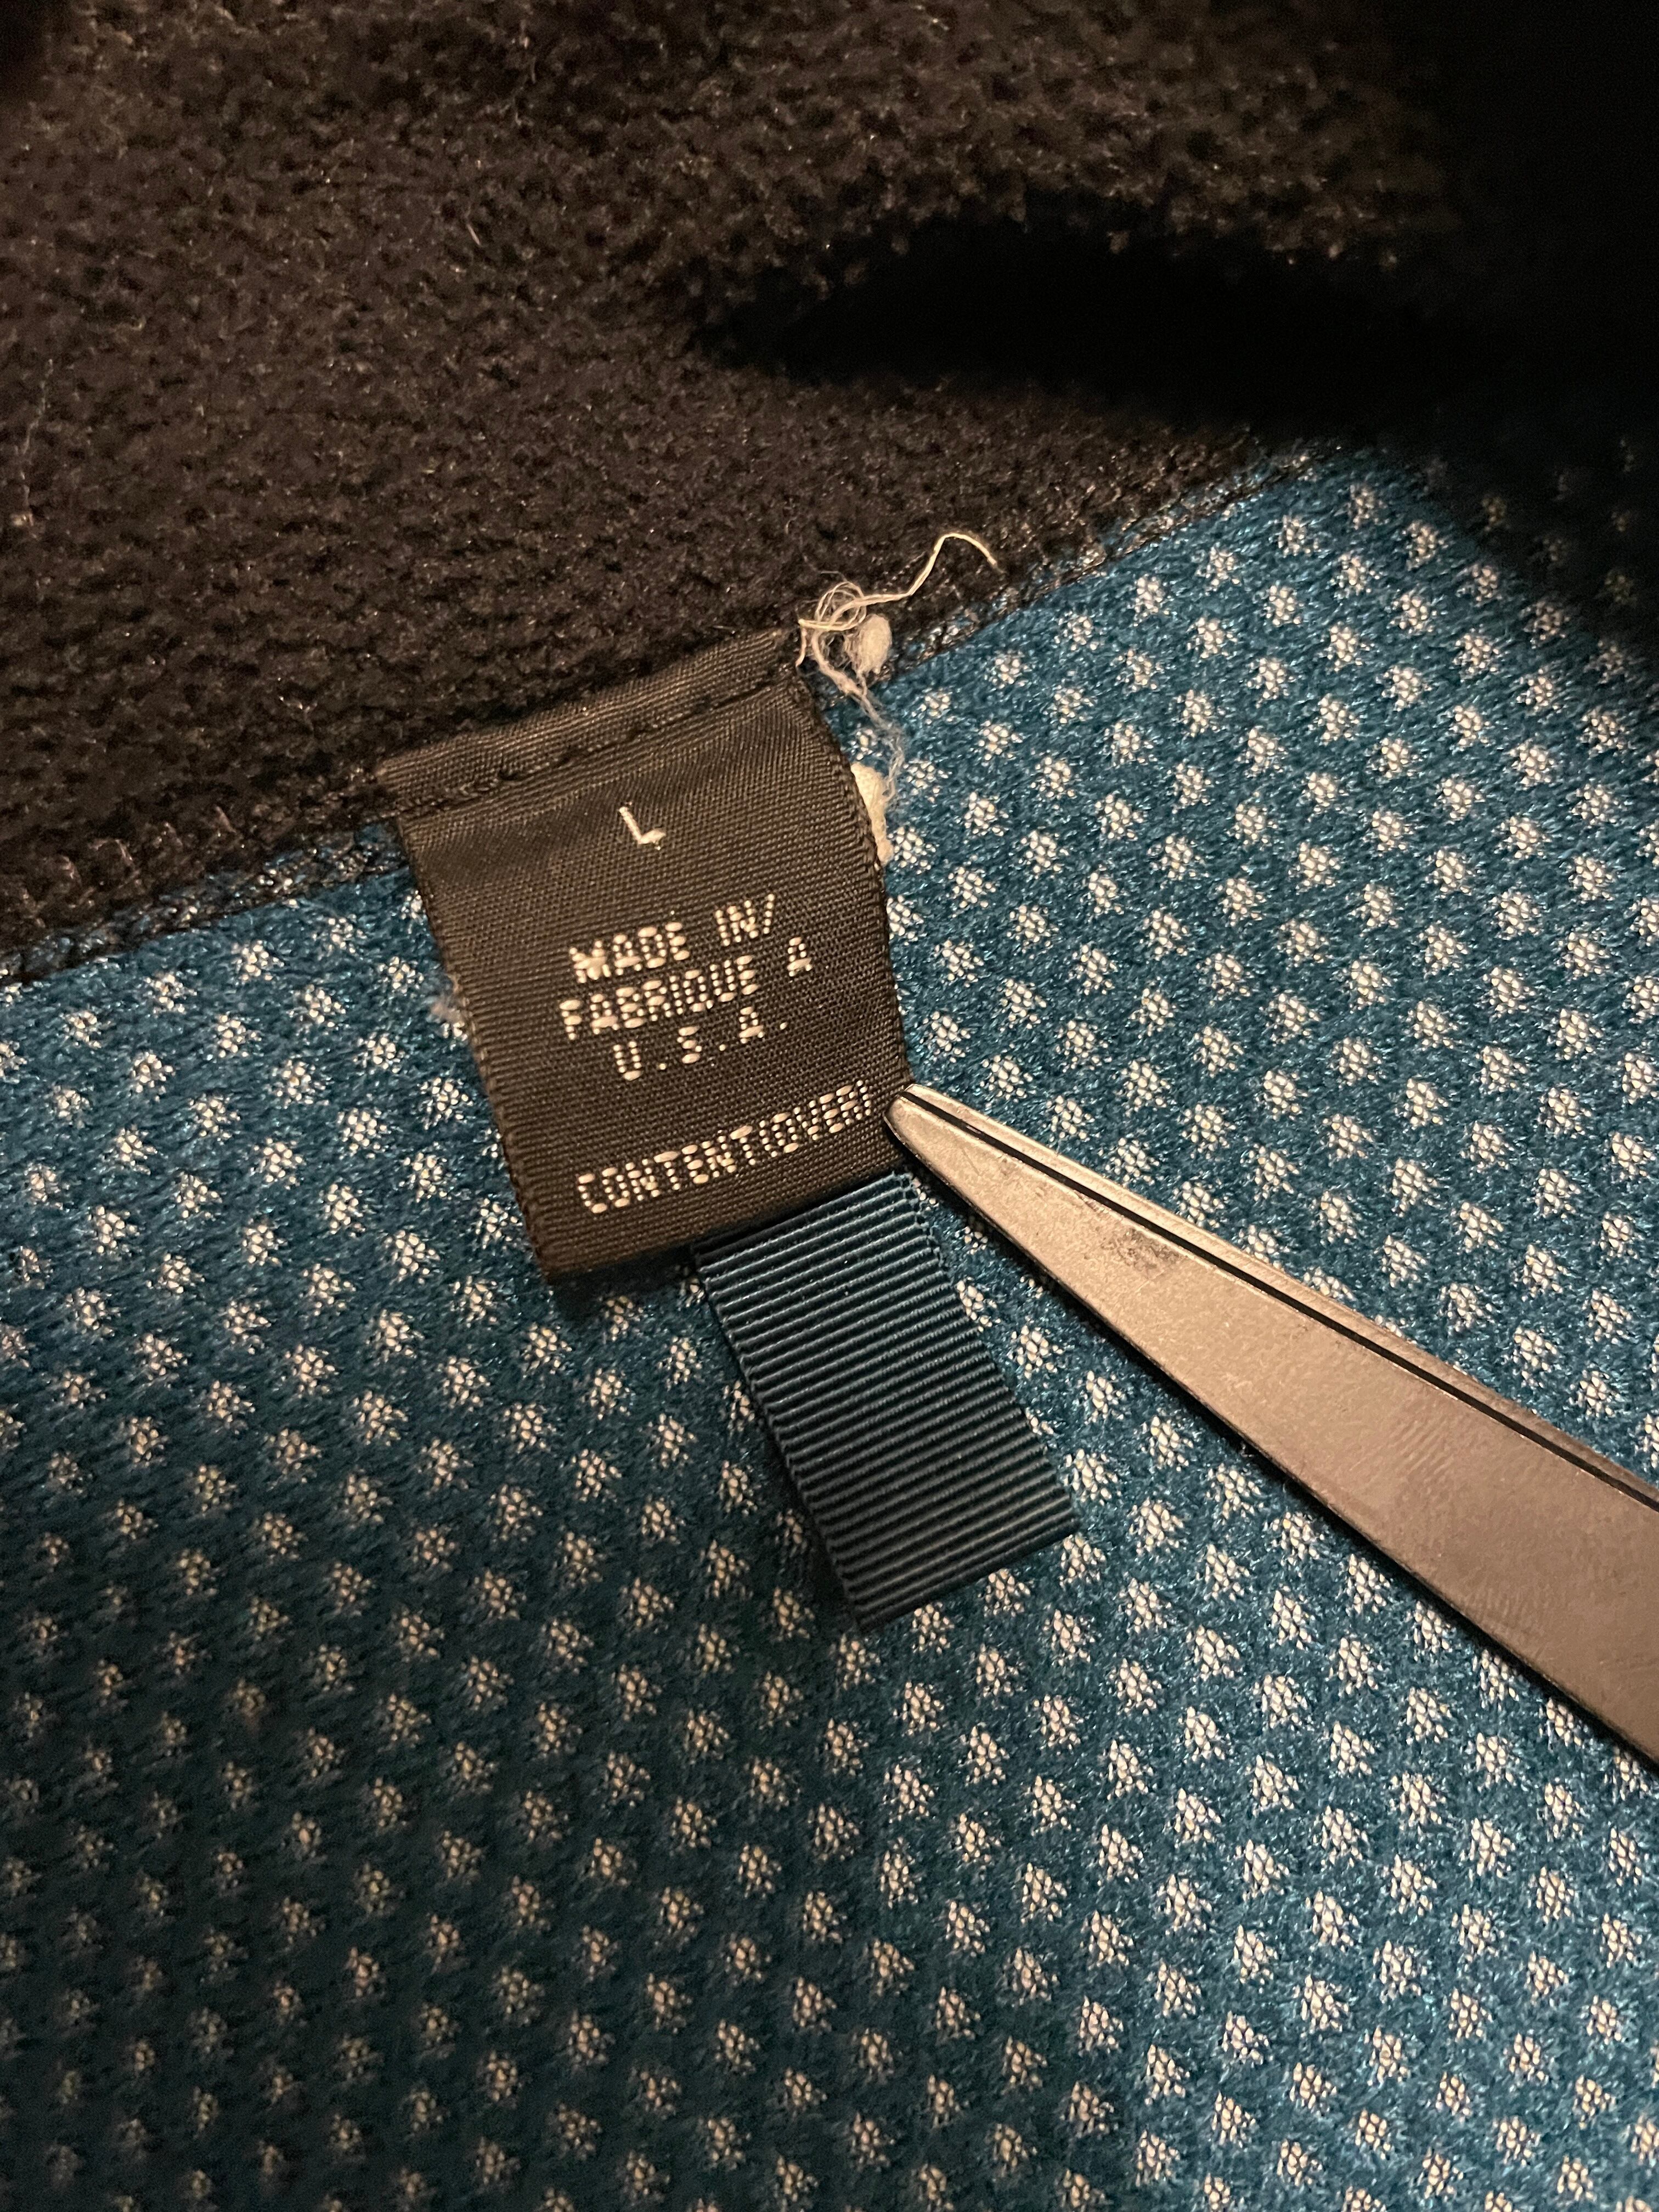 L
MADE IN/
FABRIQUE A
U.S.A.
CONTENT(OVER)